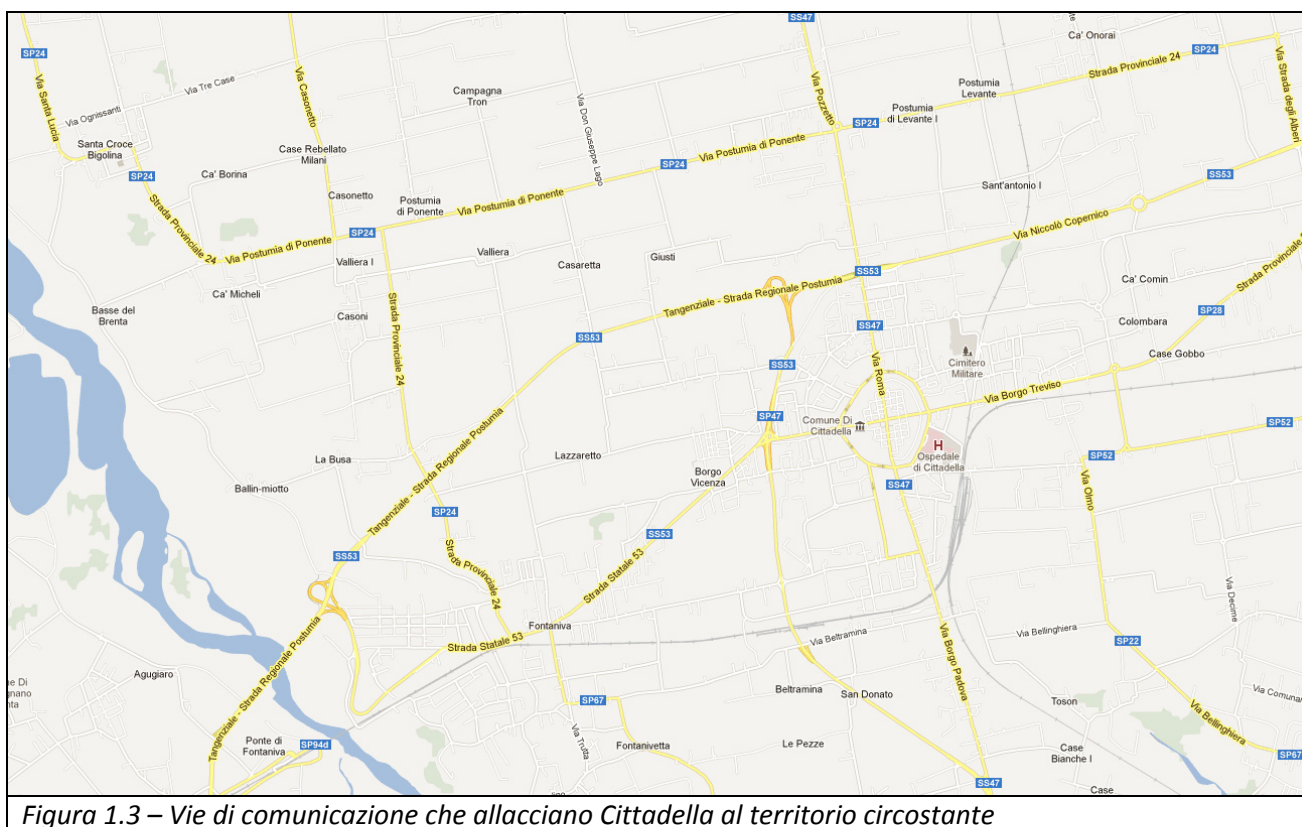 SS47
Ca' Onorai
SP24
SP24
Strada Provinciale 24
Via Santa Lucia
Via Tre Case
Via Casonetto
Campagna
Tron
Via Don Giuseppe Lago
Via Pozzetto
Postumia
Levante
Via Strada degli Alberi
Via Ognissanti
Postumia
di Levante I
SP24
Santa Croce
Bigolina
Case Rebellato
Milani
Via Postumia di Ponente
SP24
SP24
Ca' Borina
SS53
Casonetto
Postumia
di Ponente
Via Postumia di Ponente
Sant'antonio I
Strada Provinciale 24
SP24
Via Niccolò Copernico
Via Postumia di Ponente
Valliera I
Valliera
Casaretta
Giusti
SS53
Strada Provinciale
Ca' Micheli
Ca' Comin
Basse del
Brenta
Casoni
Tangenziale - Strada Regionale Postumia
SP28
Colombara
SS53
SS47
Strada Provinciale 24
Case Gobbo
Cimitero
Militare
SS53
Via Roma
Via Borgo Treviso
SP47
Comune Di
Cittadella
SP52
Tangenziale - Strada Regionale Postumia
H
Ospedale
di Cittadella
La Busa
Lazzaretto
SP52
Borgo
Vicenza
Ballin-miotto
SS47
Via Olmo
SP24
SS53
SS53
Strada Provinciale 24
Strada Statale 53
Via Decime
Fontaniva
Via Beltramina
Via Bellinghiera
Strada Statale 53
SP22
Via Borgo Padova
Agugiaro
Tangenziale - Strada Regionale Postumia
Beltramina
San Donato
SP67
Toson
Via Bellinghiera
Ponte di
Fontaniva
SP94d
Via Trutta
Fontanivetta
Le Pezze
Case
Bianche I
SP67
SS47
Case
Figura 1.3 – Vie di comunicazione che allacciano Cittadella al territorio circostante